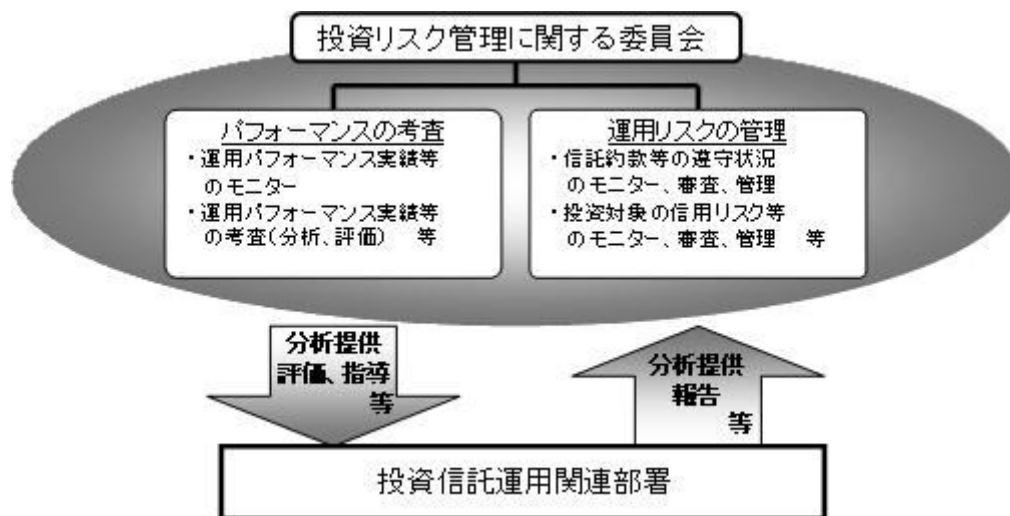 投資リスク管理に関する委員会
パフォーマンスの考査
・運用パフォーマンス実績等
のモニター
・運用パフォーマンス実績等
の考査(分析、評価) 等
運用リスクの管理
・信託約款等の遵守状況
のモニター、審査、管理
・投資対象の信用リスク等
のモニター、審査、管理 等
分析提供
評価、指導
等
分析提供
報告
等
投資信託運用関連部署